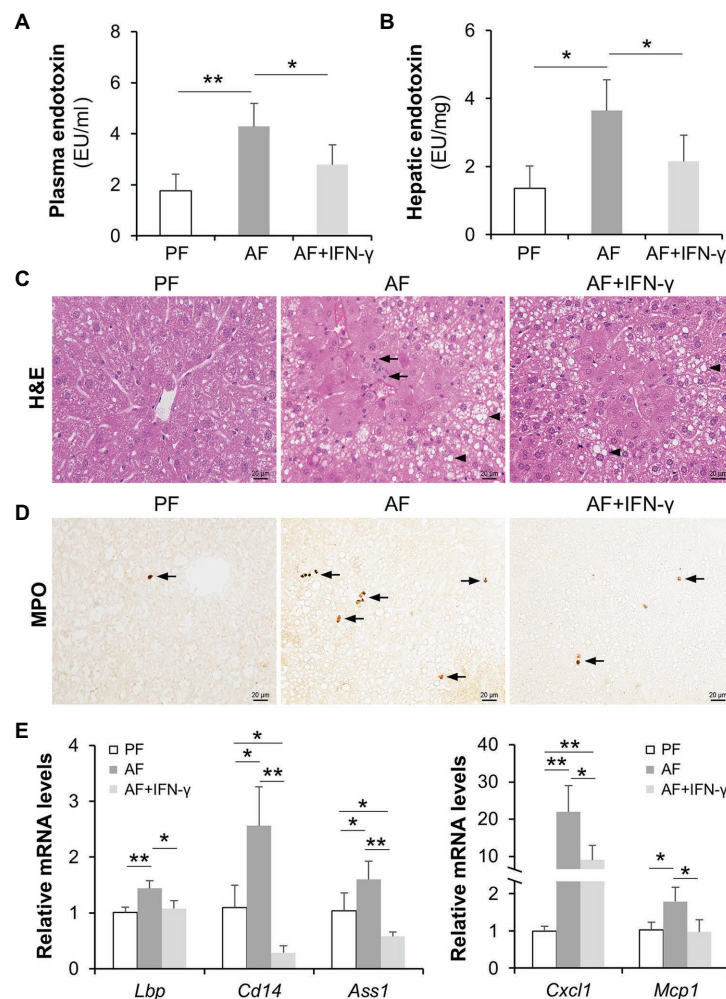 A
Plasma endotoxin
(EU/ml)
8
6
4
2
0
**
*
PF
AF
AF+IFN-γ
B
Hepatic endotoxin
(EU/mg)
6
4
2
0
*
*
PF
AF
AF+IFN-γ
C
PF
AF
AF+IFN-γ
H&E
20 μm
20 μm
20 μm
D
PF
AF
AF+IFN-γ
MPO
20 μm
20 μm
20 μm
E
Relative mRNA levels
4
3
2
1
0
PF
AF
AF+IFN-γ
**
*
*
*
**
*
*
**
Lbp
Cd14
Ass1
Relative mRNA levels
40
30
20
10
2
1
0
PF
AF
AF+IFN-γ
**
**
*
*
*
Cxcl1
Mcp1